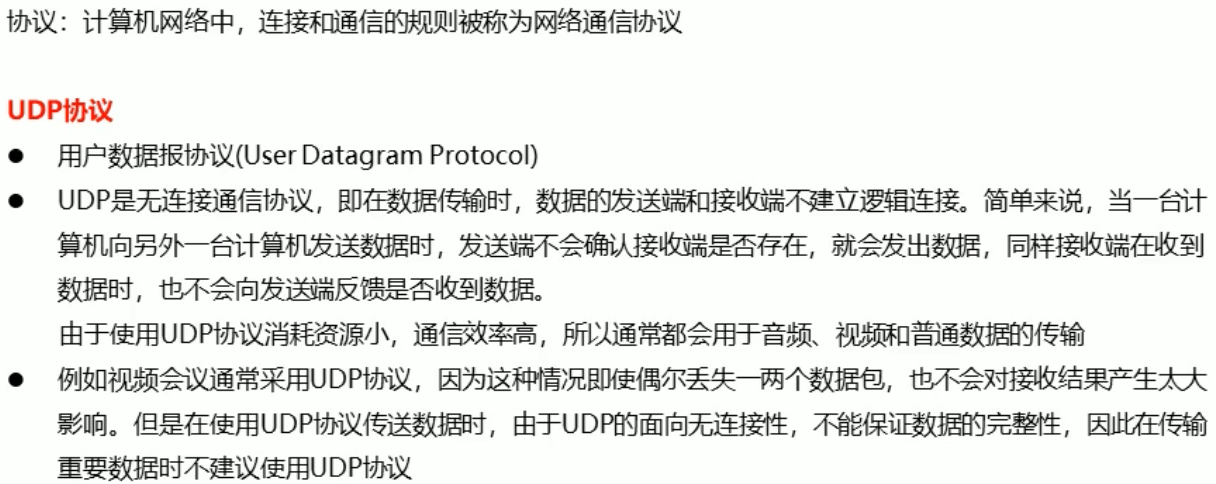 协议：计算机网络中，连接和通信的规则被称为网络通信协议
UDP协议
● 用户数据报协议(User Datagram Protocol)
● UDP是无连接通信协议，即在数据传输时，数据的发送端和接收端不建立逻辑连接。简单来说，当一台计
算机向另外一台计算机发送数据时，发送端不会确认接收端是否存在，就会发出数据，同样接收端在收到
数据时，也不会向发送端反馈是否收到数据。
由于使用UDP协议消耗资源小，通信效率高，所以通常都会用于音频、视频和普通数据的传输
● 例如视频会议通常采用UDP协议，因为这种情况即使偶尔丢失一两个数据包，也不会对接收结果产生太大
影响。但是在使用UDP协议传送数据时，由于UDP的面向无连接性，不能保证数据的完整性，因此在传输
重要数据时不建议使用UDP协议